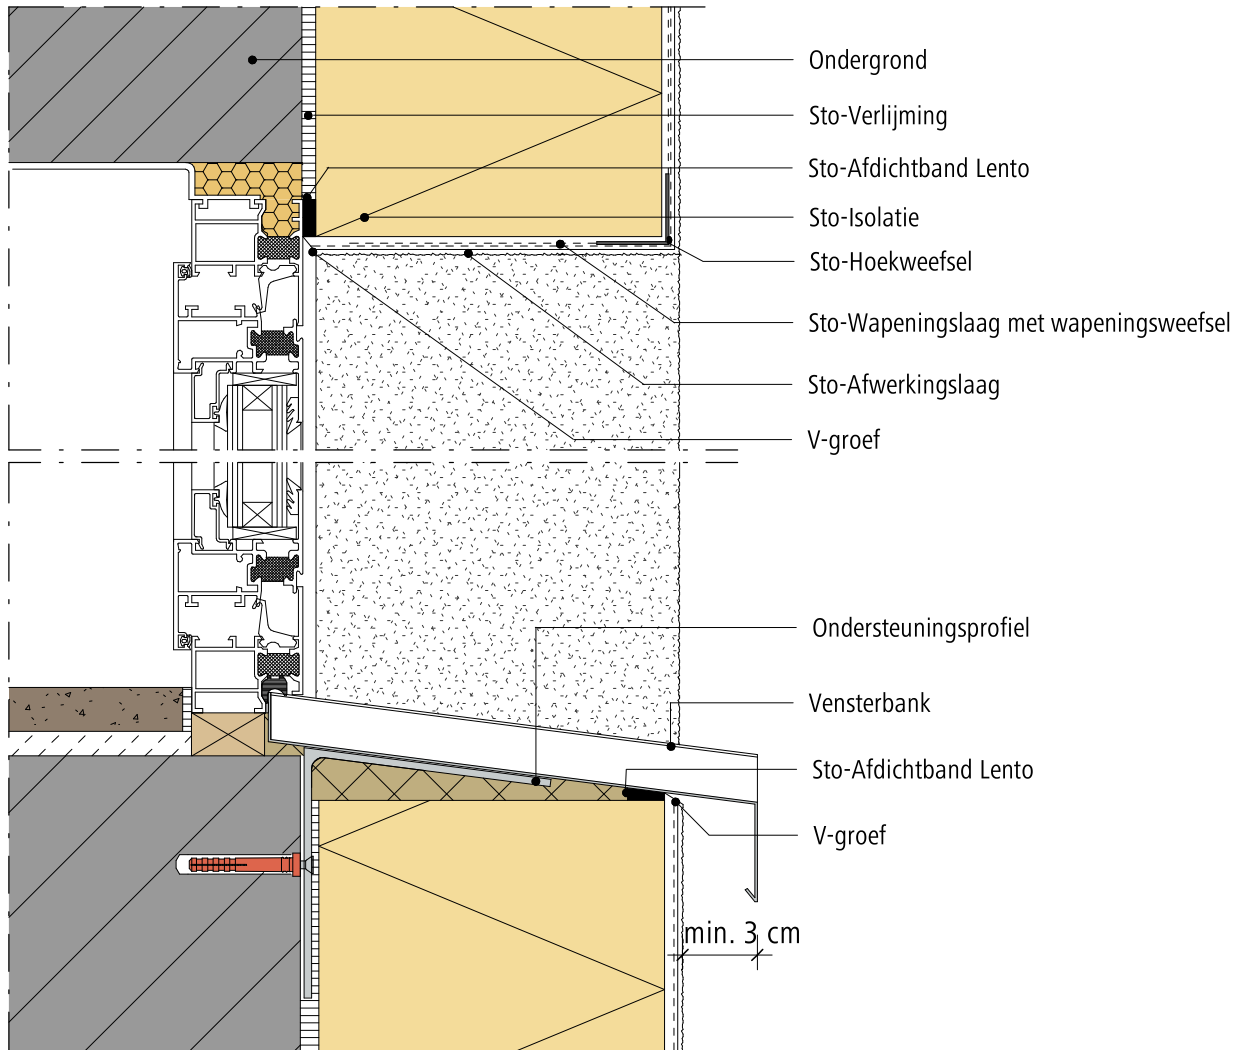 Ondergrond
Sto-Verlijming
Sto-Afdichtband Lento
Sto-Isolatie
Sto-Hoekweefsel
Sto-Wapeningslaag met wapeningsweefsel
Sto-Afwerkingslaag
V-groef
Ondersteuningsprofiel
Vensterbank
Sto-Afdichtband Lento
V-groef
min. 3 cm